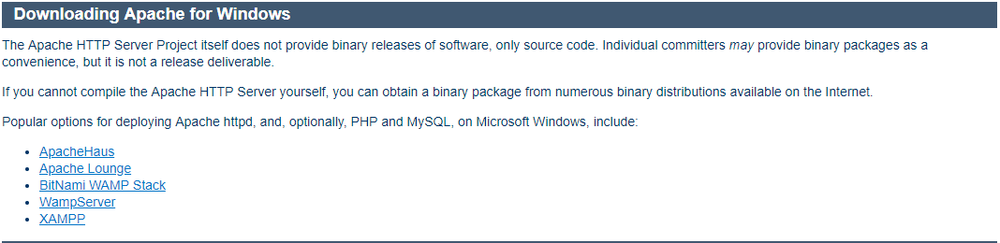 Downloading Apache for Windows
The Apache HTTP Server Project itself does not provide binary releases of software, only source code. Individual committers may provide binary packages as a
convenience, but it is not a release deliverable.
If you cannot compile the Apache HTTP Server yourself, you can obtain a binary package from numerous binary distributions available on the Internet.
Popular options for deploying Apache httpd, and, optionally, PHP and MySQL, on Microsoft Windows, include:
• ApacheHaus
• Apache Lounge
• BitNami WAMP Stack
• WampServer
• XAMPP